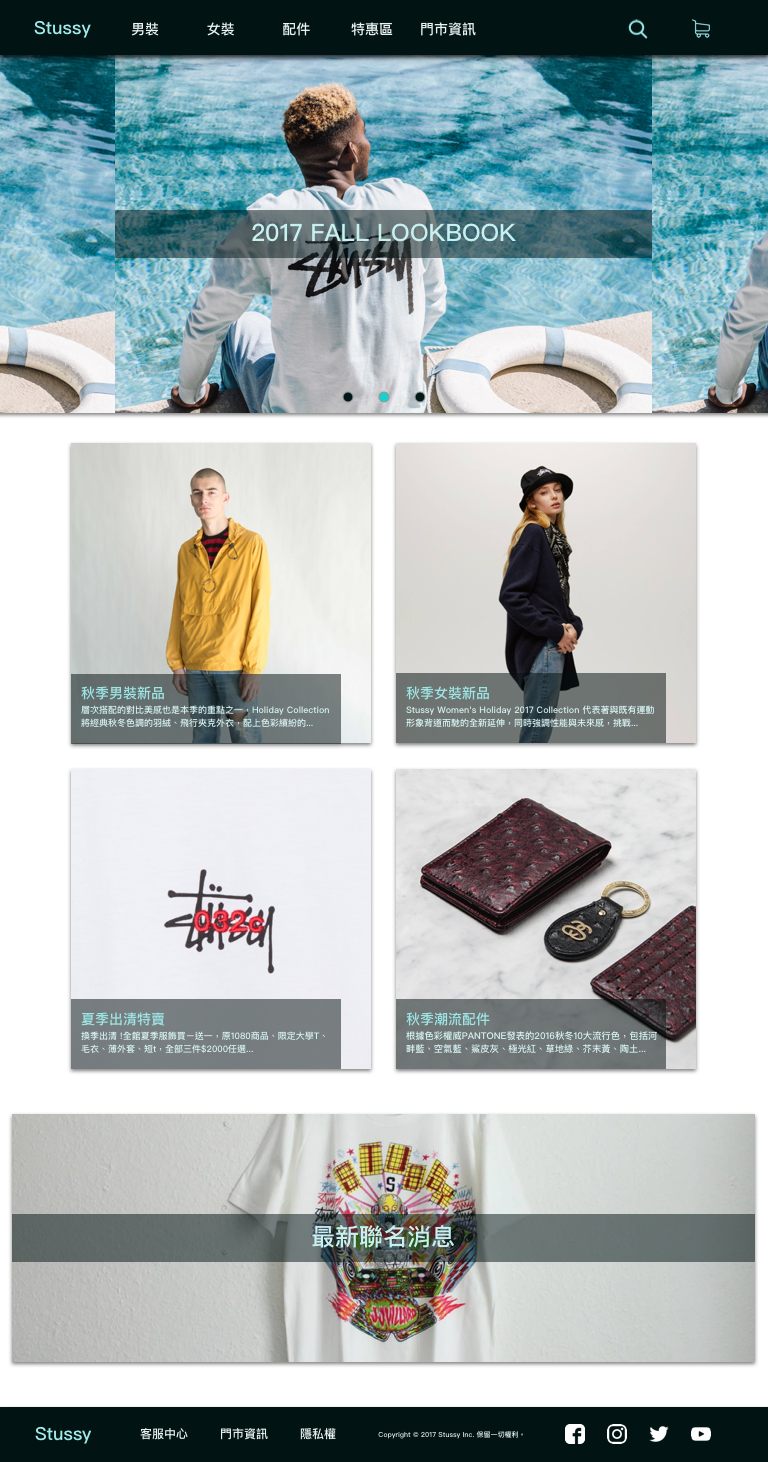 Stussy
男裝
女裝
配件
特惠區
門市資訊
2017 FALL LOOKBOOK
秋季男裝新品
層次搭配的對比美感也是本季的重點之一，Holiday Collection
將經典秋冬色調的羽絨、飛行夾克外衣，配上色彩繽紛的...
秋季女裝新品
Stussy Women's Holiday 2017 Collection 代表著與既有運動
形象背道而馳的全新延伸，同時強調性能與未來感，挑戰...
032c
夏季出清特賣
換季出清 !全館夏季服飾買一送一，原1080商品、限定大學T、
毛衣、薄外套、短t，全部三件$2000任選...
秋季潮流配件
根據色彩權威PANTONE發表的2016秋冬10大流行色，包括河
畔藍、空氣藍、鯊皮灰、極光紅、草地綠、芥末黃、陶土...
最新聯名消息
JJ VILLARD
Stussy
客服中心
門市資訊
隱私權
Copyright © 2017 Stussy Inc. 保留一切權利。